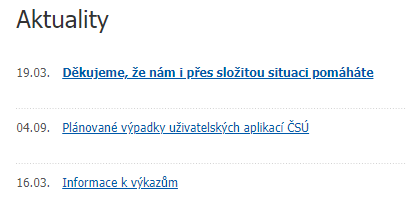 Aktuality
19.03. Děkujeme, že nám i přes složitou situaci pomáháte
04.09. Plánované výpadky uživatelských aplikací ČSÚ
16.03. Informace k výkazům